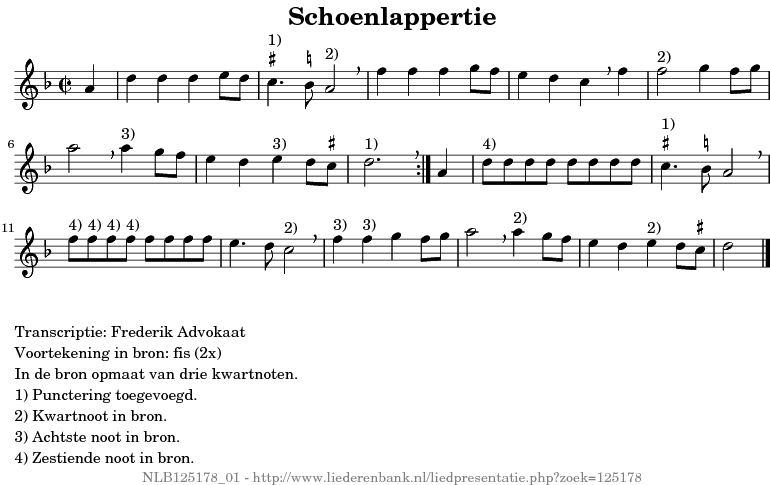 Schoenlappertie
1) 2)
2)
6 3) 3) 1) 4) 1)
11 4) 4) 4) 4) 2) 3) 3) 2) 2)
Transcriptie: Frederik Advokaat
Voortekening in bron: fis (2x)
In de bron opmaat van drie kwartnoten.
1) Punctering toegevoegd.
2) Kwartnoot in bron.
3) Achtste noot in bron.
4) Zestiende noot in bron.
NLB125178_01 - http://www.liederenbank.nl/liedpresentatie.php?zoek=125178